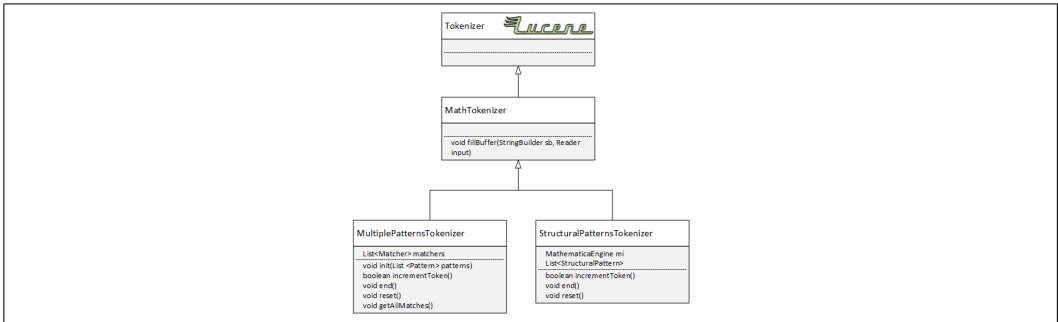 Tokenizer Lucene
MathTokenizer
void fillBuffer(StringBuilder sb, Reader
input)
MultiplePatternsTokenizer
List<Matcher> matchers
void init(List <Pattern> patterns)
boolean incrementToken()
void end()
void reset()
void getAllMatches()
StructuralPatternsTokenizer
MathematicaEngine mi
List<StructuralPattern>
boolean incrementToken()
void end()
void reset()